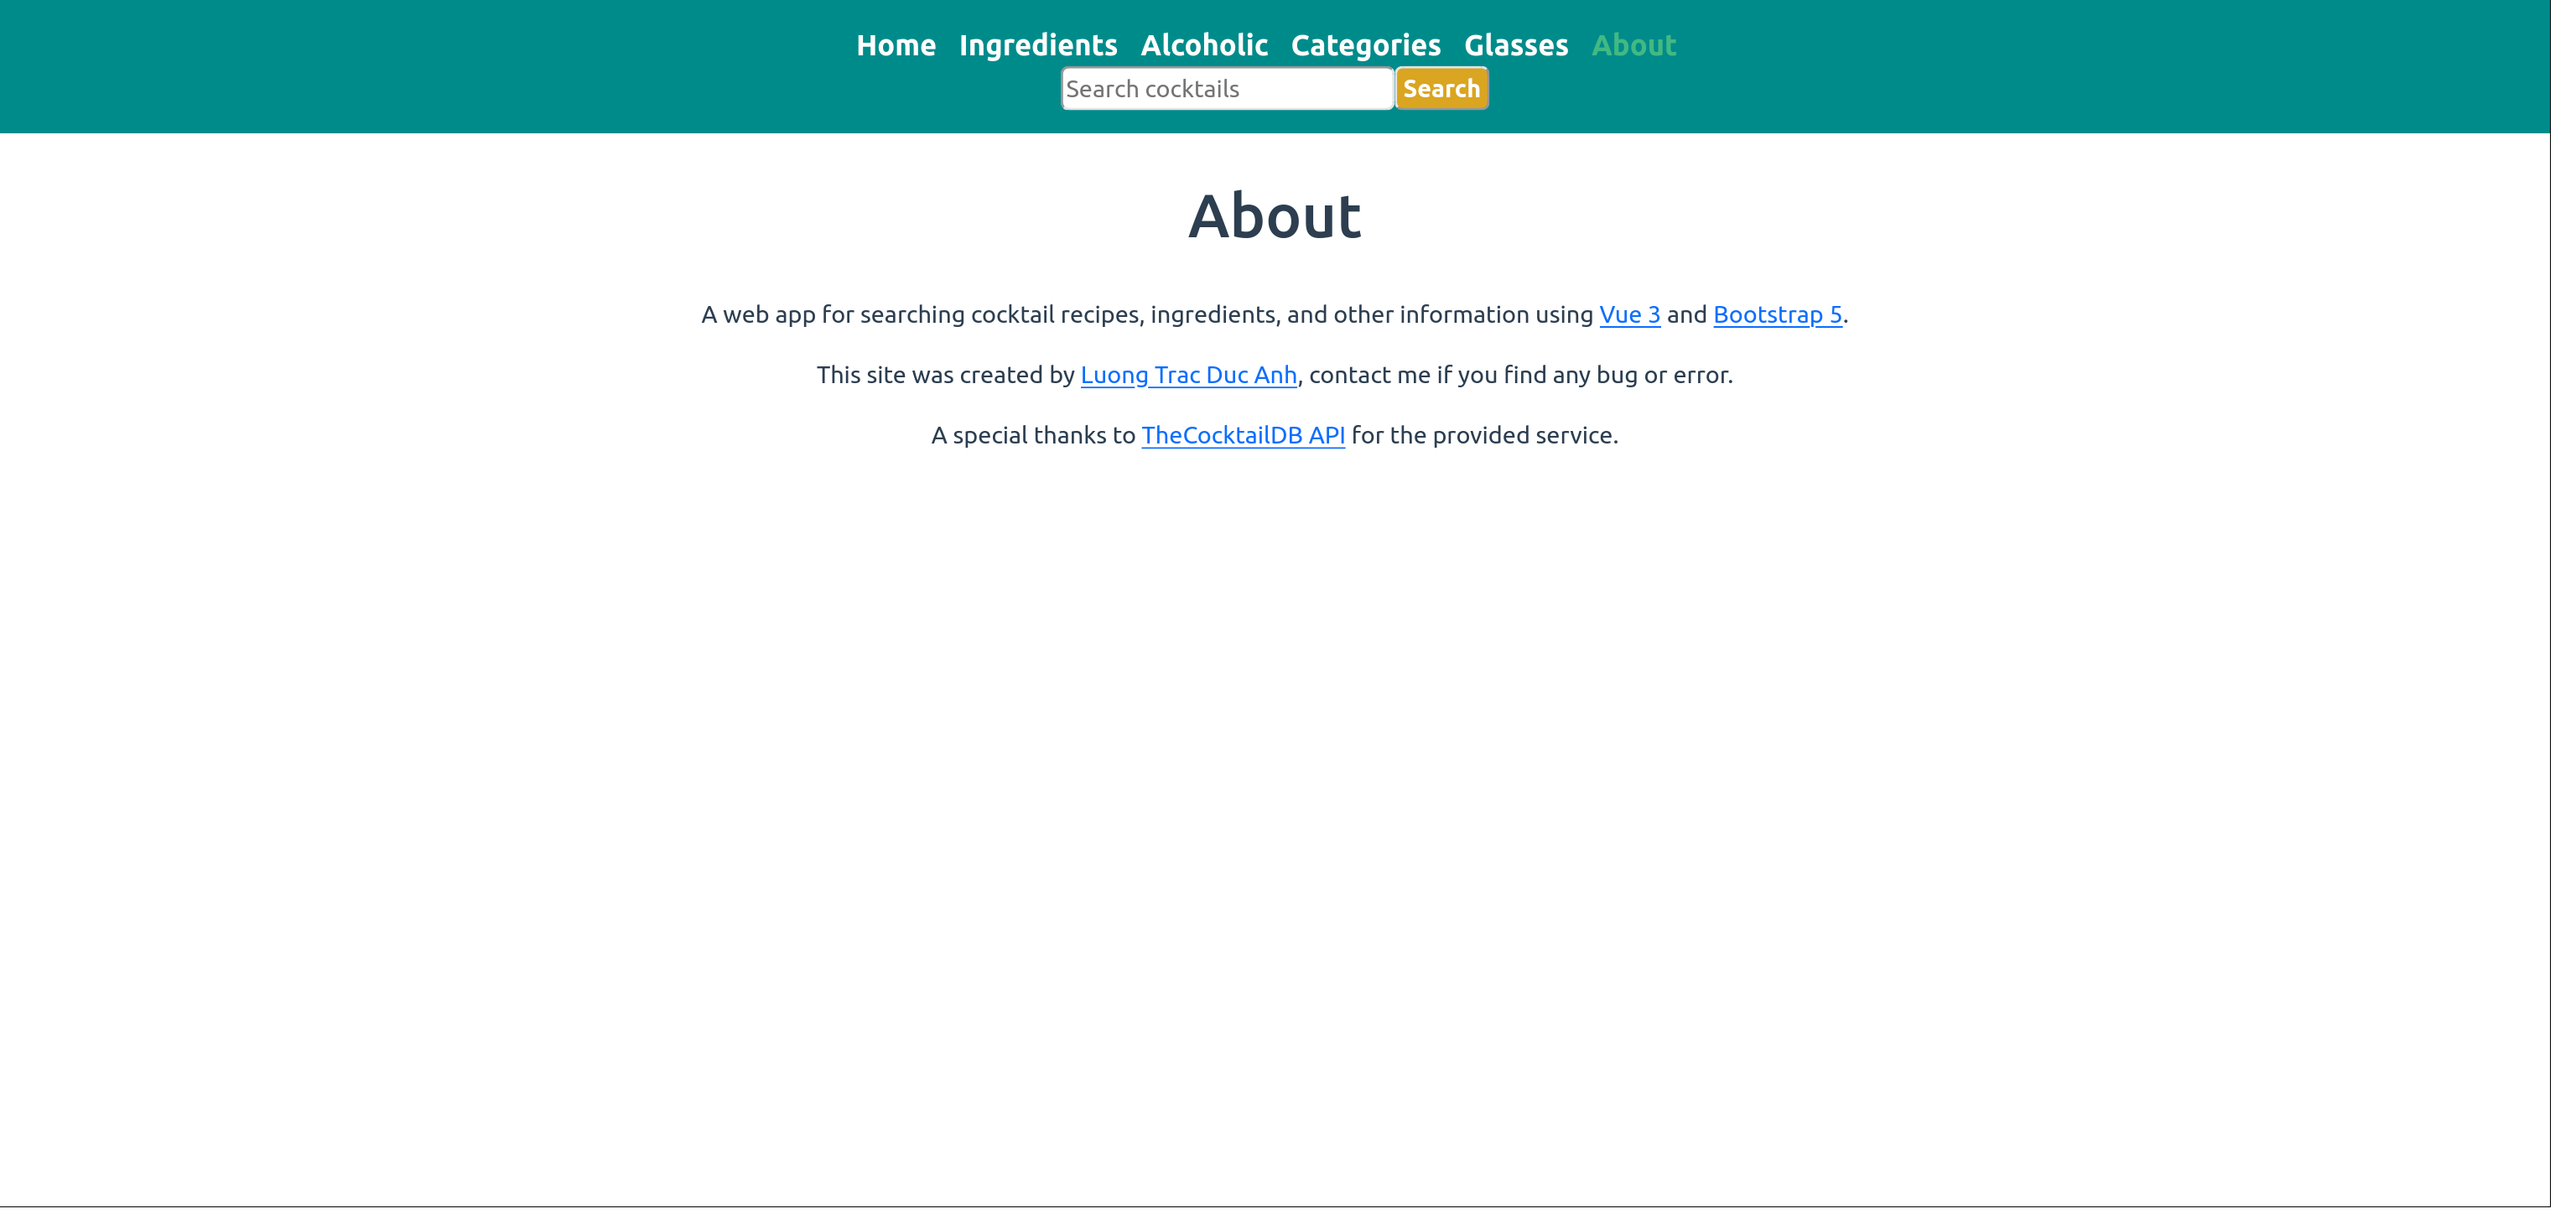 Home Ingredients Alcoholic Categories Glasses About
Search cocktails Search
About
A web app for searching cocktail recipes, ingredients, and other information using Vue 3 and Bootstrap 5.
This site was created by Luong Trac Duc Anh, contact me if you find any bug or error.
A special thanks to TheCocktailDB API for the provided service.